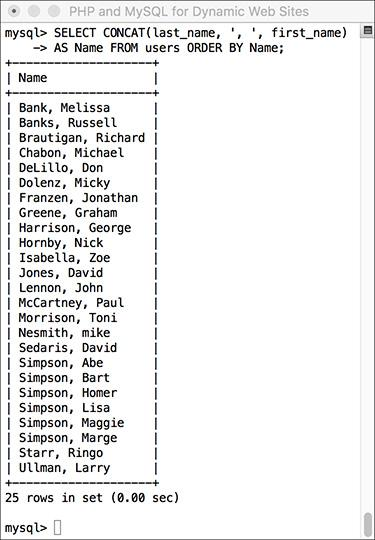 PHP and MySQL for Dynamic Web Sites
mysql> SELECT CONCAT(last_name, ', ', first_name)
    -> AS Name FROM users ORDER BY Name;
+--------------------+
| Name               |
+--------------------+
| Bank, Melissa      |
| Banks, Russell     |
| Brautigan, Richard |
| Chabon, Michael    |
| DeLillo, Don       |
| Dolenz, Micky      |
| Franzen, Jonathan  |
| Greene, Graham     |
| Harrison, George   |
| Hornby, Nick       |
| Isabella, Zoe      |
| Jones, David       |
| Lennon, John       |
| McCartney, Paul    |
| Morrison, Toni     |
| Nesmith, mike      |
| Sedaris, David     |
| Simpson, Abe       |
| Simpson, Bart      |
| Simpson, Homer     |
| Simpson, Lisa      |
| Simpson, Maggie    |
| Simpson, Marge     |
| Starr, Ringo       |
| Ullman, Larry      |
+--------------------+
25 rows in set (0.00 sec)
mysql>